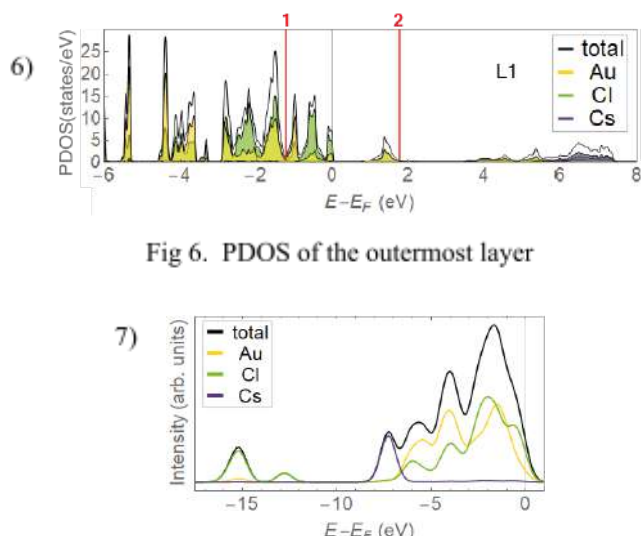 1 2
6)
PDOS(states/eV)
25
20
15
10
5
0
L1
total
Au
Cl
Cs
−6 −4 −2 0 2 4 6 8
E−E_F (eV)
Fig 6. PDOS of the outermost layer
7)
Intensity (arb. units)
total
Au
Cl
Cs
−15 −10 −5 0
E−E_F (eV)